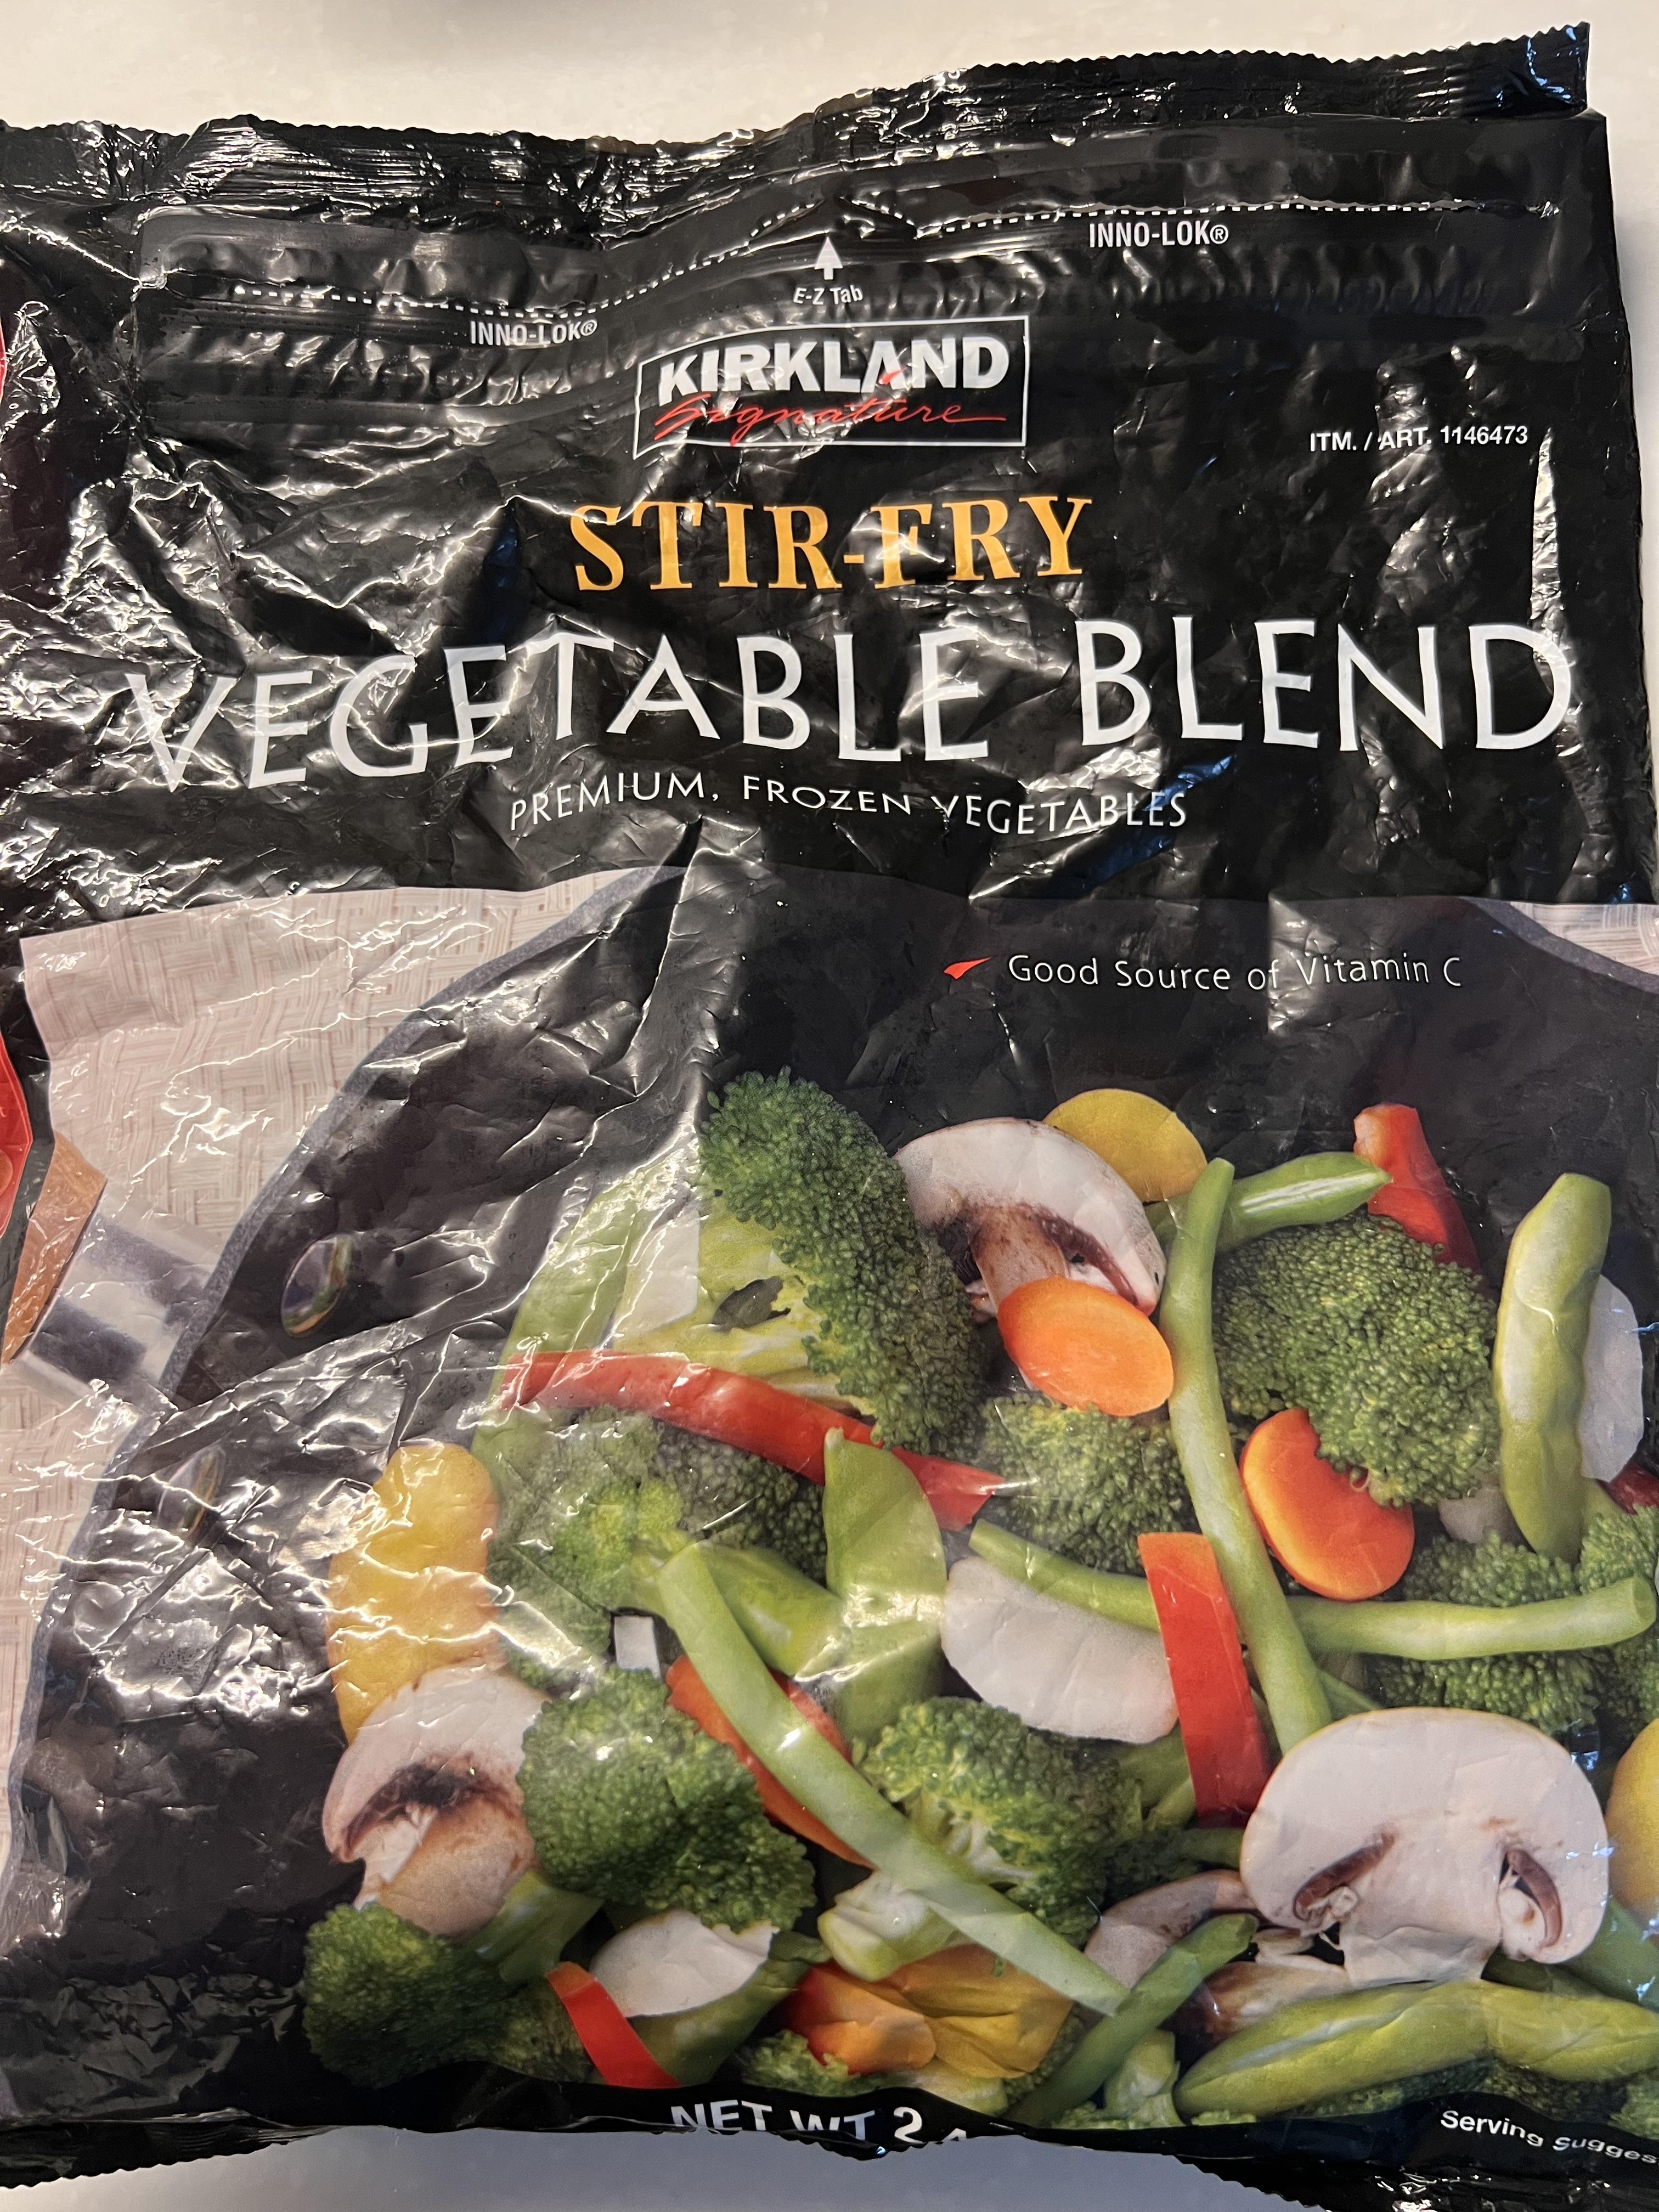 INNO-LOK®
E-Z Tab
INNO-LOK®
KIRKLAND
Signature
ITM. / ART. 1146473
STIR-FRY
VEGETABLE BLEND
PREMIUM, FROZEN VEGETABLES
Good Source of Vitamin C
NET WT 2
Serving